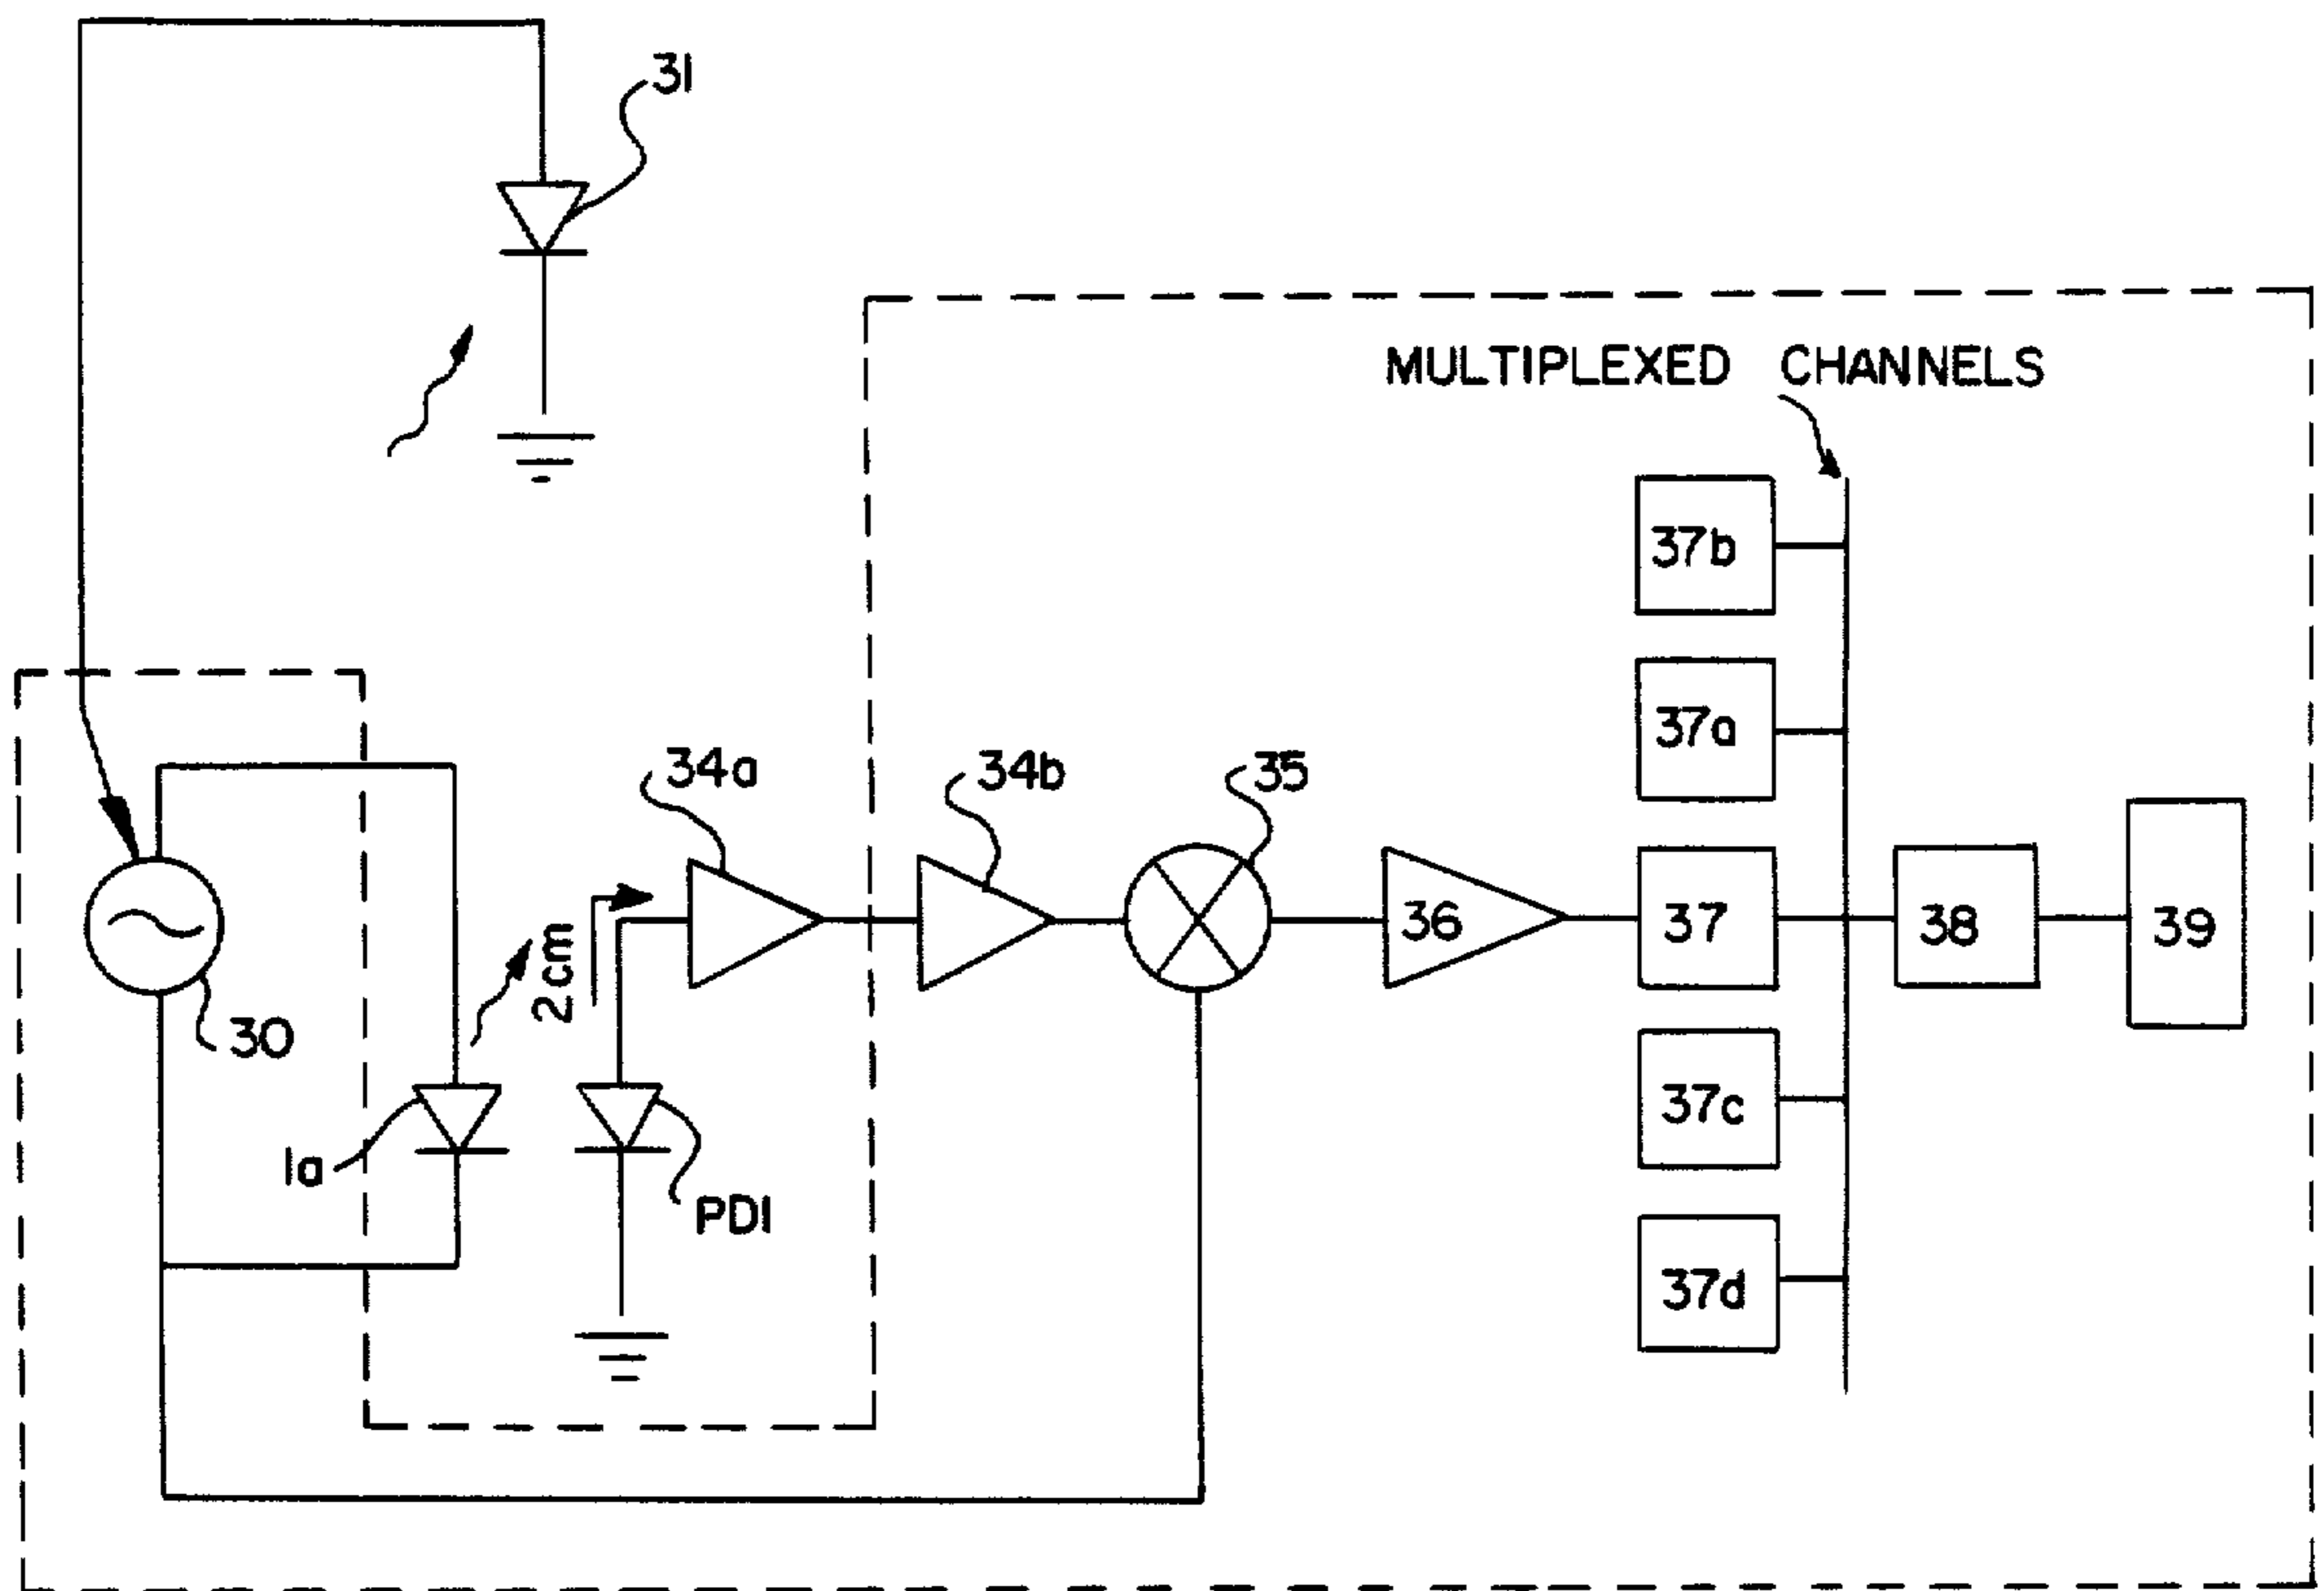 31
MULTIPLEXED CHANNELS
37b
37a
34a
34b
35
2cm
36
37
38
39
30
1a
PD1
37c
37d